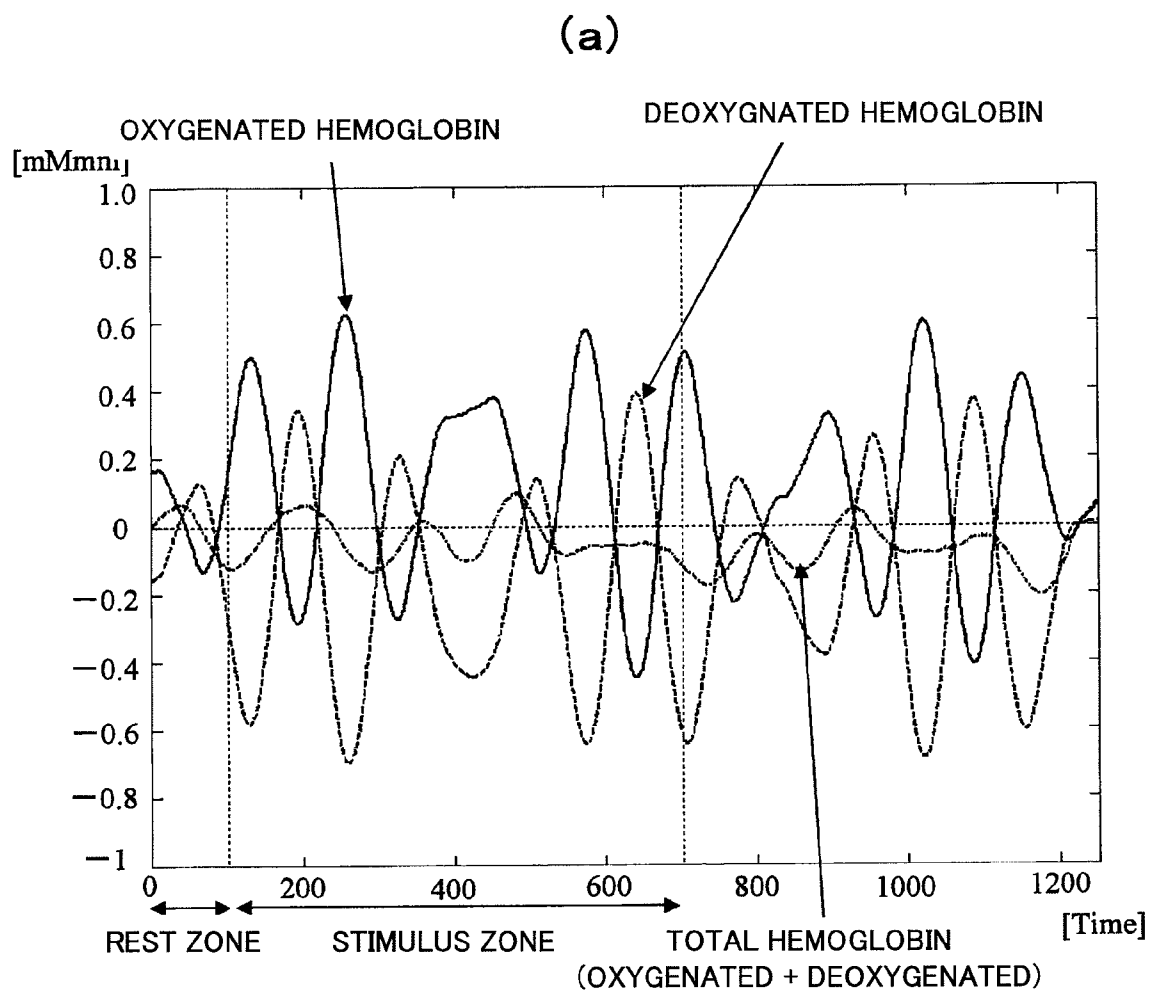 (a)
OXYGENATED HEMOGLOBIN
DEOXYGNATED HEMOGLOBIN
1.0
0.8
0.6
0.4
0.2
0
−0.2
−0.4
−0.6
−0.8
−1
0 200 400 600 800 1000 1200
[Time]
REST ZONE STIMULUS ZONE TOTAL HEMOGLOBIN
(OXYGENATED + DEOXYGENATED)